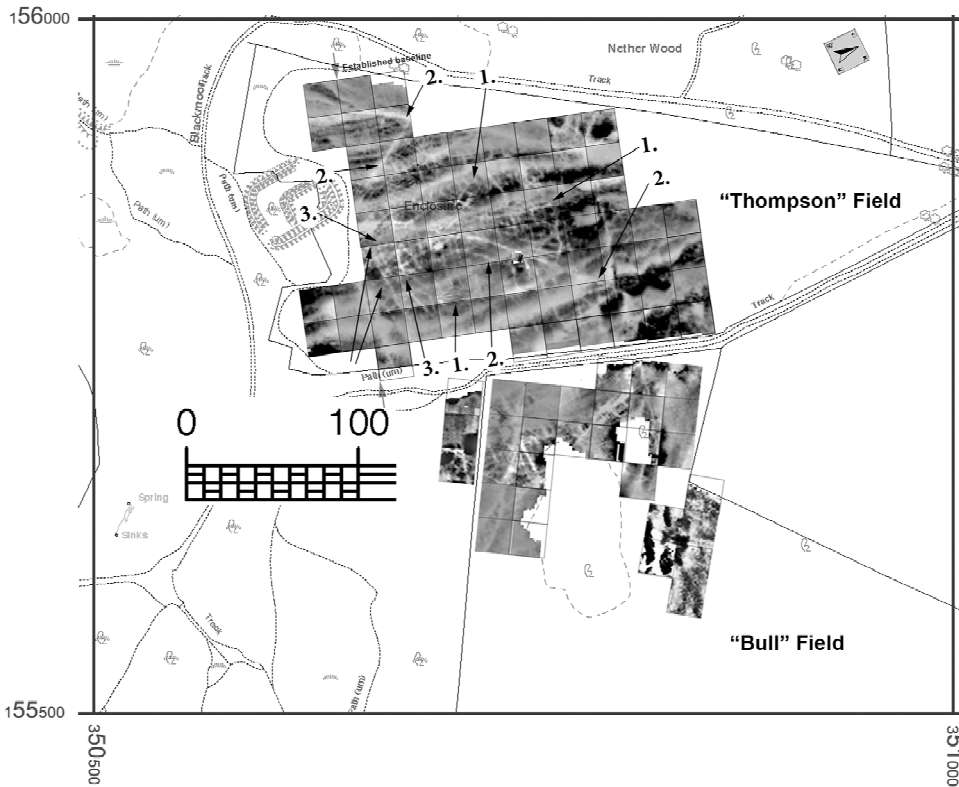 156000
Nether Wood
Established baseline
Track
2.
1.
Blackmoor
Track
1.
2.
2.
"Thompson" Field
Path (um)
Enclosure
3.
Path (um)
Track
3.
1.
2.
Path (um)
0
100
Spring
Sinks
Track
"Bull" Field
Path (um)
155500
350500
351000